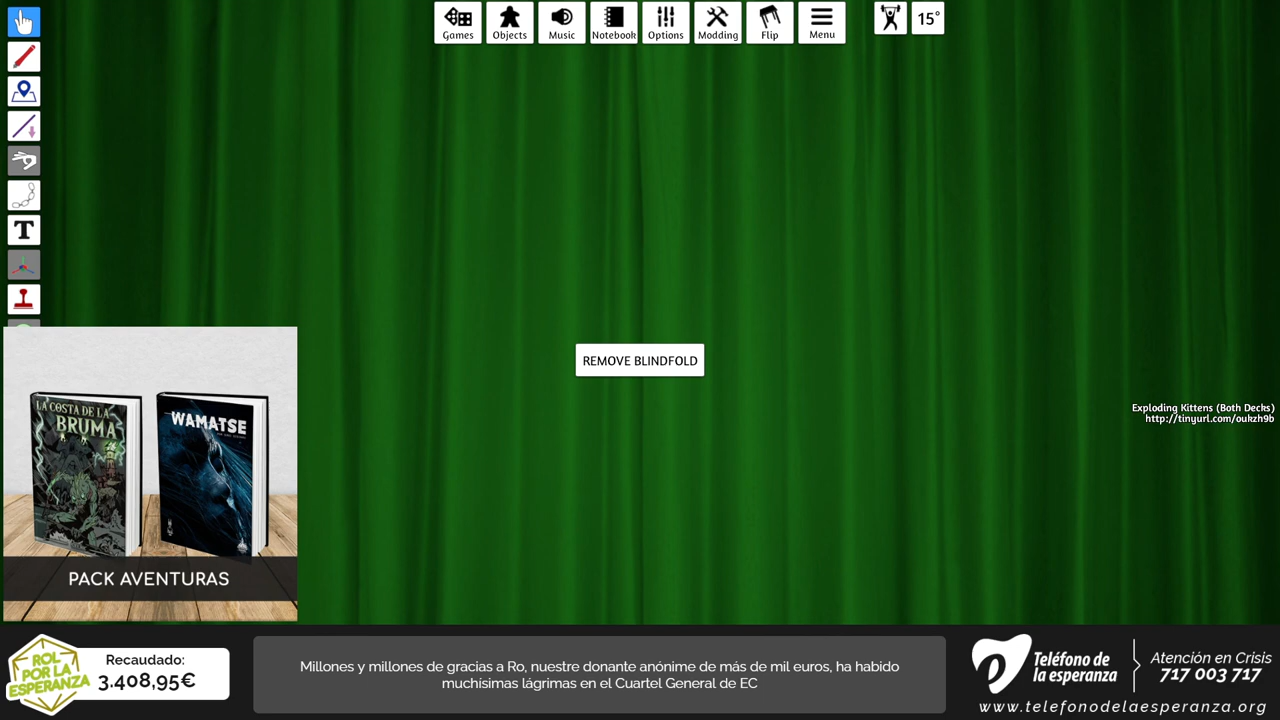 Games
Objects
Music
Notebook
Options
Modding
Flip
Menu
15°
T
REMOVE BLINDFOLD
Exploding Kittens (Both Decks)
http://tinyurl.com/oukzh9b
LA COSTA DE LA
BRUMA
WAMATSE
PACK AVENTURAS
ROL
POR LA
ESPERANZA
Recaudado:
3.408,95€
Millones y millones de gracias a Ro, nuestre donante anónime de más de mil euros, ha habido
muchísimas lágrimas en el Cuartel General de EC
Teléfono de
la esperanza
Atención en Crisis
717 003 717
www.telefonodelaesperanza.org